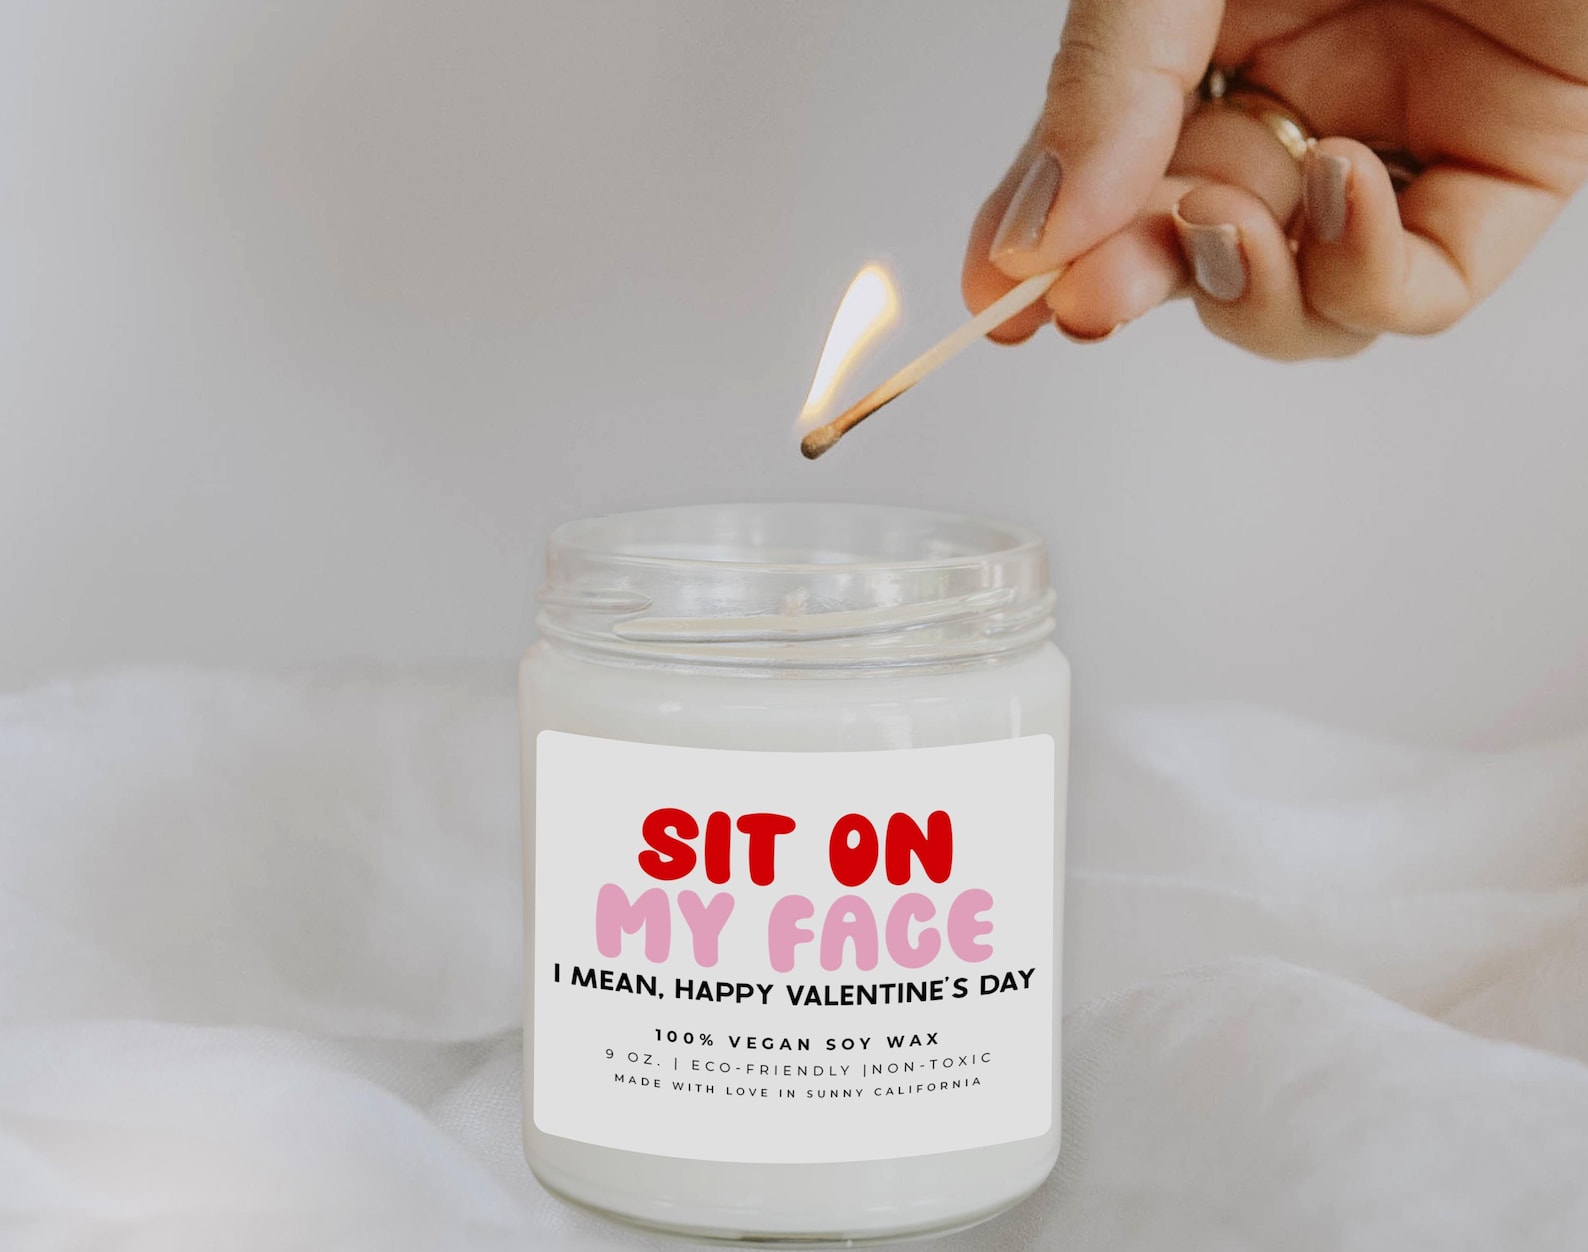 SIT ON
MY FACE
I MEAN, HAPPY VALENTINE'S DAY
100% VEGAN SOY WAX
9 OZ. | ECO-FRIENDLY |NON-TOXIC
MADE WITH LOVE IN SUNNY CALIFORNIA